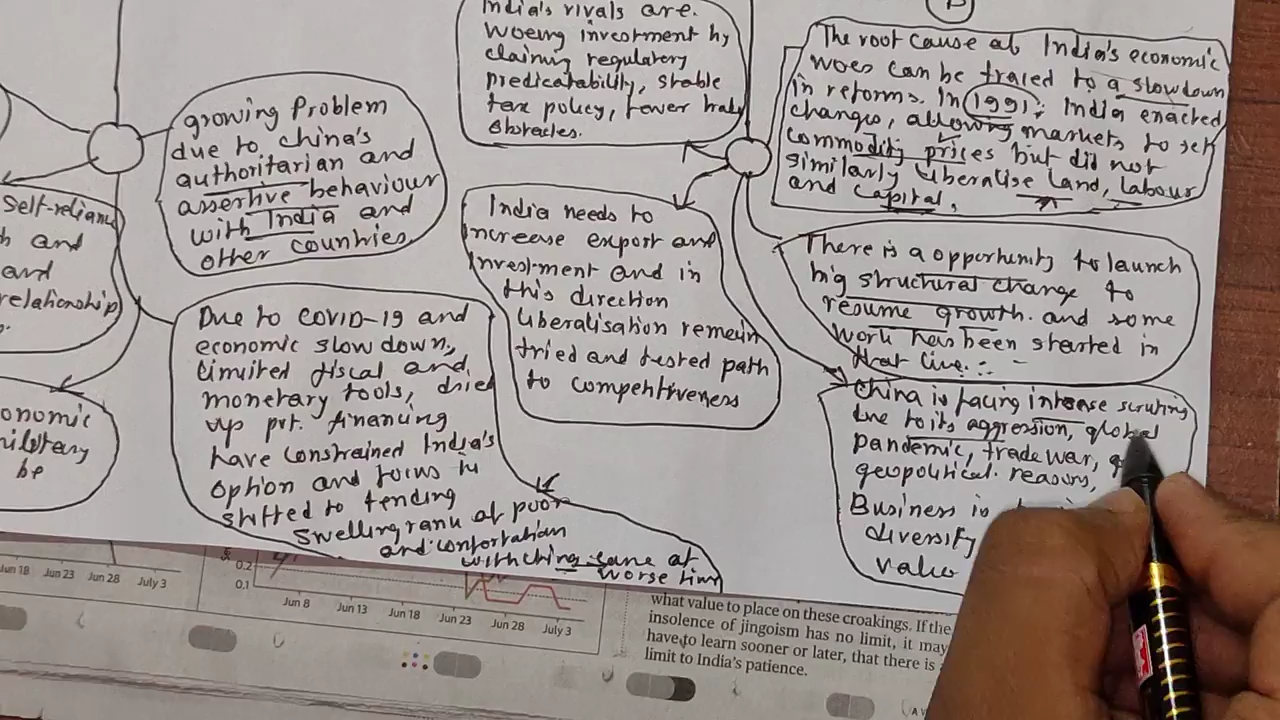 India's rivals are.
woeing investment by
claiming regulatory
predicatability, stable
tax policy, fewer trade
obstacles.
The root cause of India's economic
woes can be traced to a slowdown
in reforms. In 1991; India enacted
changes, allowing markets to set
commodity prices but did not
similarly liberalise land, labour
and capital,
growing Problem
due to china's
authoritarian and
assertive behaviour
with India and
other countries
self-reliance
and
and
relationship
India needs to
increase export and
investment and in
this direction
liberalisation remain
tried and tested path
to competitiveness
There is a opportunity to launch
big structural change to
resume growth. and some
work has been started in
that line.
Due to COVID-19 and
economic slowdown,
limited fiscal and
monetary tools, dried
up pvt. financing
have constrained India's
option and focus is
shifted to tending
swelling rank of poor
and confortation
with china came at
worse time
China is facing intense scrutiny
due to its aggression, global
pandemic, trade war,
geopolitical reasons,
Business is
diversify
value
onomic
military
be
Jun 18 Jun 23 Jun 28 July 3
0.2
0.1
Jun 8 Jun 13 Jun 18 Jun 23 Jun 28 July 3
what value to place on these croakings. If the
insolence of jingoism has no limit, it may
have to learn sooner or later, that there is
limit to India's patience.